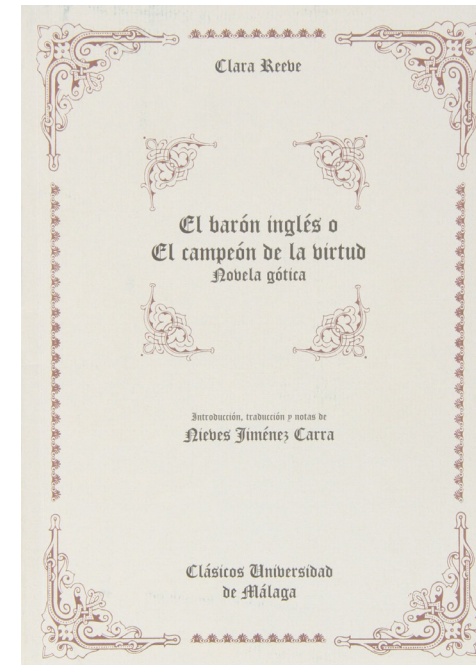 Clara Reeve
El barón inglés o
El campeón de la virtud
Novela gótica
Introducción, traducción y notas de
Nieves Jiménez Carra
Clásicos Universidad
de Málaga